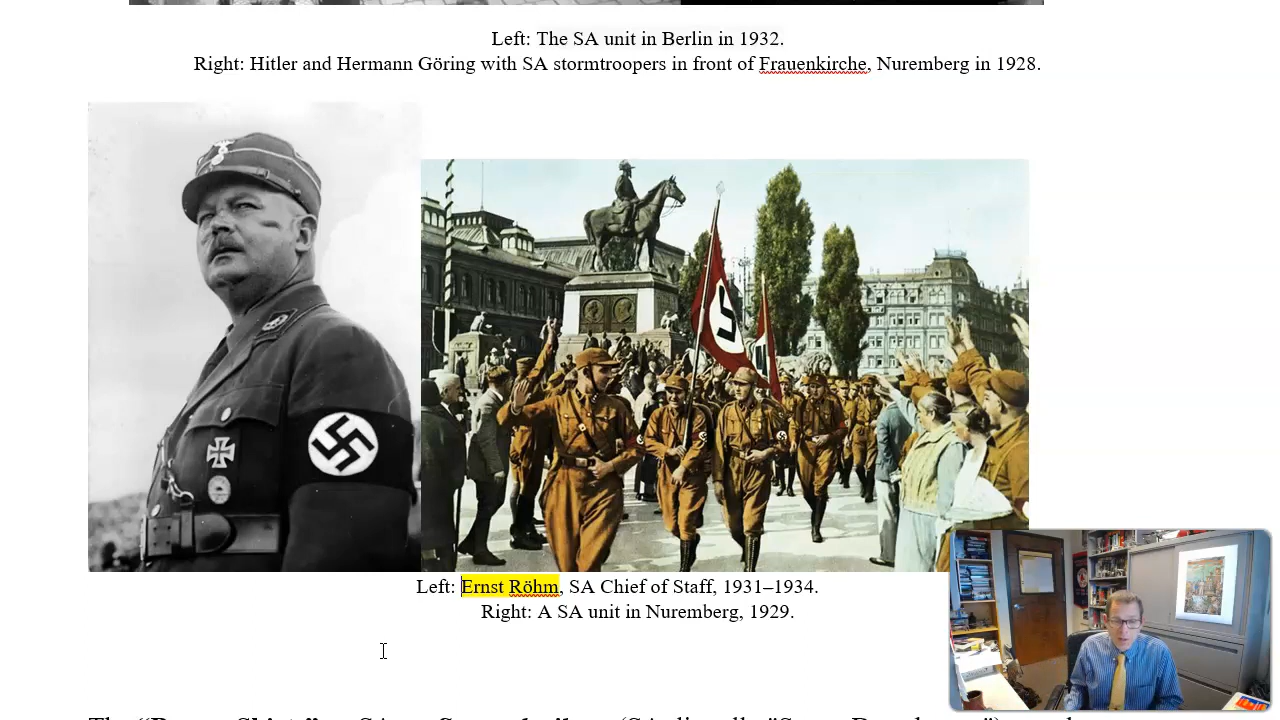 Left: The SA unit in Berlin in 1932.
Right: Hitler and Hermann Göring with SA stormtroopers in front of Frauenkirche, Nuremberg in 1928.
Left: Ernst Röhm, SA Chief of Staff, 1931–1934.
Right: A SA unit in Nuremberg, 1929.